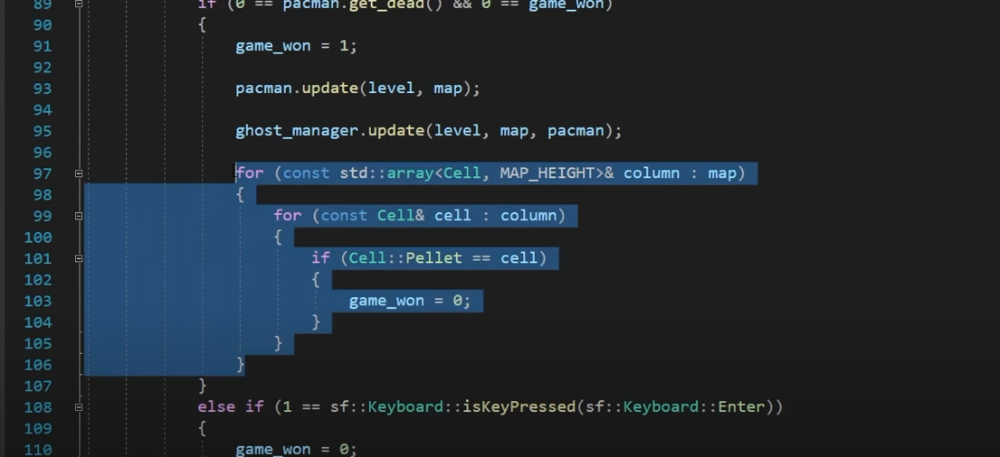 89 if (0 == pacman.get_dead() && 0 == game_won)
90 {
91 game_won = 1;
92
93 pacman.update(level, map);
94
95 ghost_manager.update(level, map, pacman);
96
97 for (const std::array<Cell, MAP_HEIGHT>& column : map)
98 {
99 for (const Cell& cell : column)
100 {
101 if (Cell::Pellet == cell)
102 {
103 game_won = 0;
104 }
105 }
106 }
107 }
108 else if (1 == sf::Keyboard::isKeyPressed(sf::Keyboard::Enter))
109 {
110 game_won = 0;